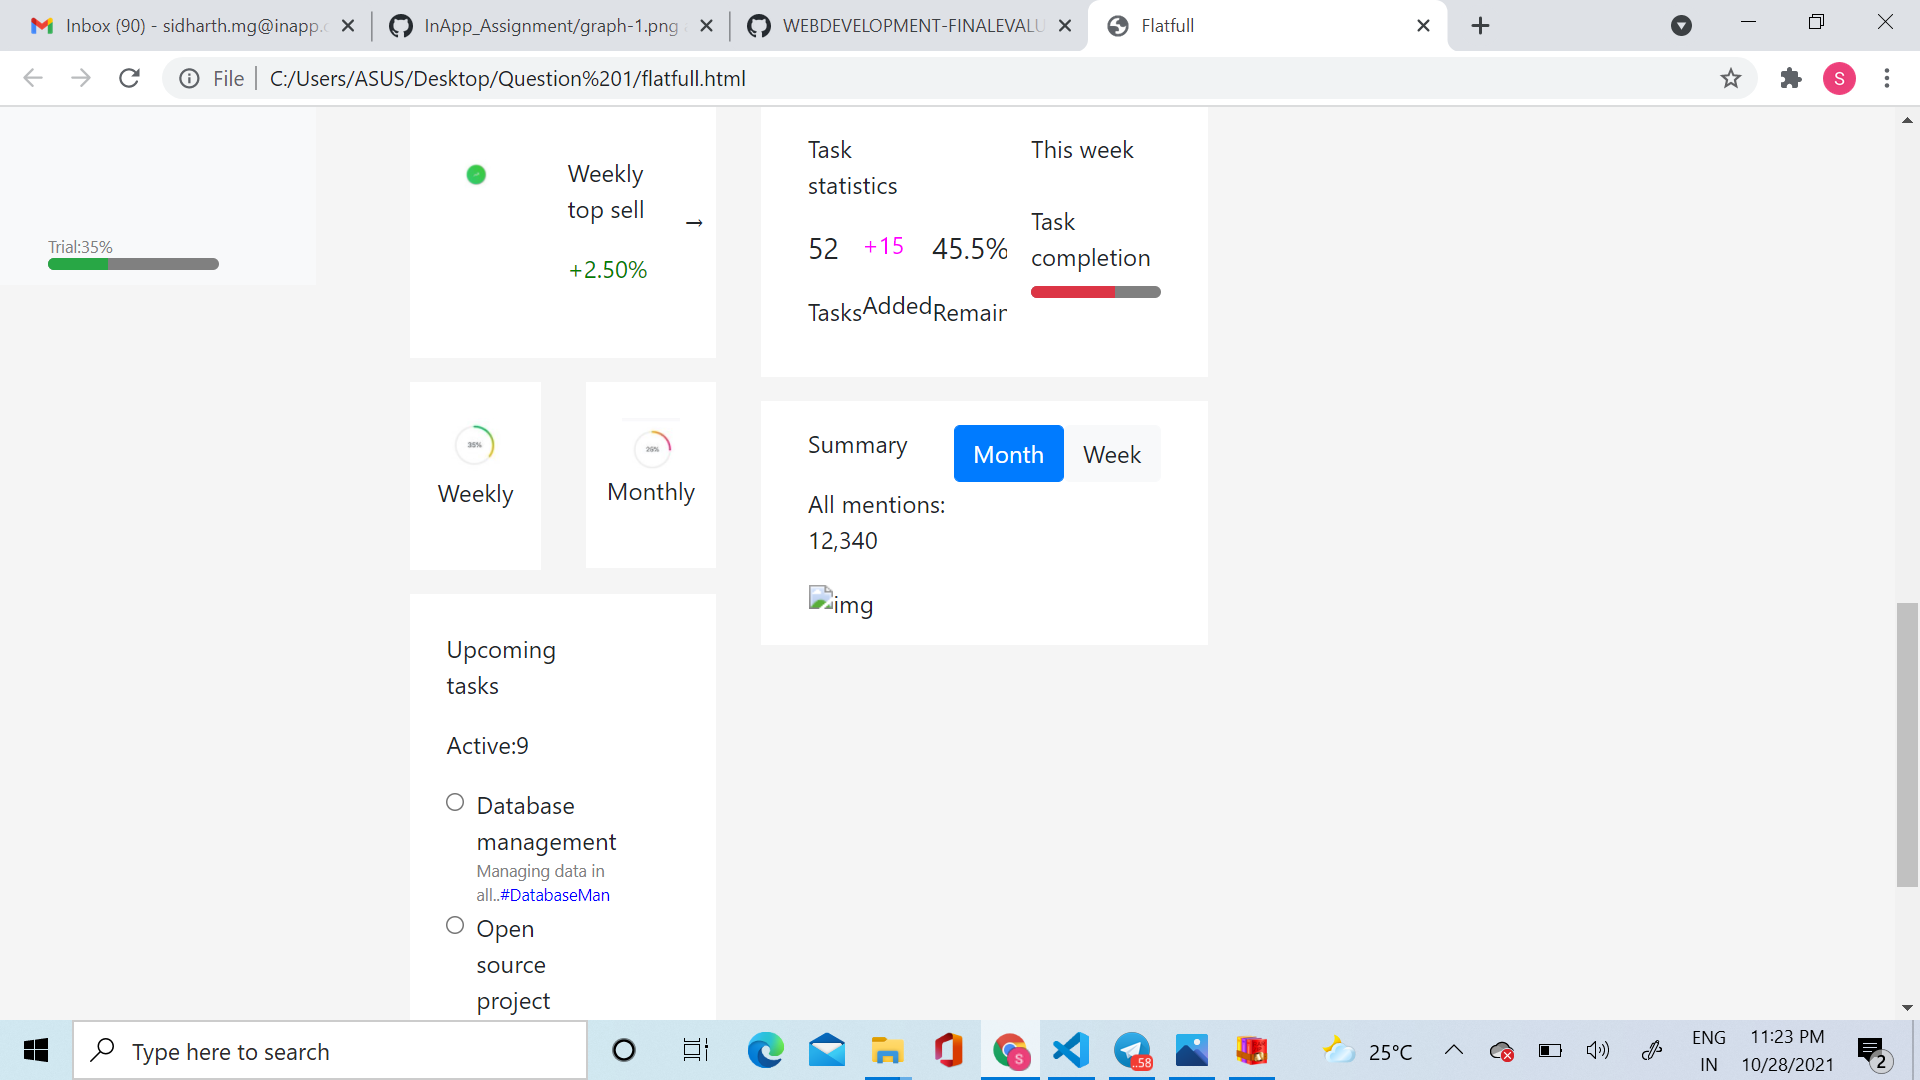 Inbox (90) - sidharth.mg@inapp.c
InApp_Assignment/graph-1.png a
WEBDEVELOPMENT-FINALEVALU
Flatfull
File
C:/Users/ASUS/Desktop/Question%201/flatfull.html
S
Trial:35%
Weekly
top sell
→
+2.50%
Task
statistics
52 +15 45.5%
Tasks Added Remain
This week
Task
completion
35%
Weekly
26%
Monthly
Summary
Month Week
All mentions:
12,340
img
Upcoming
tasks
Active:9
Database
management
Managing data in
all..#DatabaseMan
Open
source
project
Type here to search
S
..58
25°C
ENG
IN
11:23 PM
10/28/2021
2